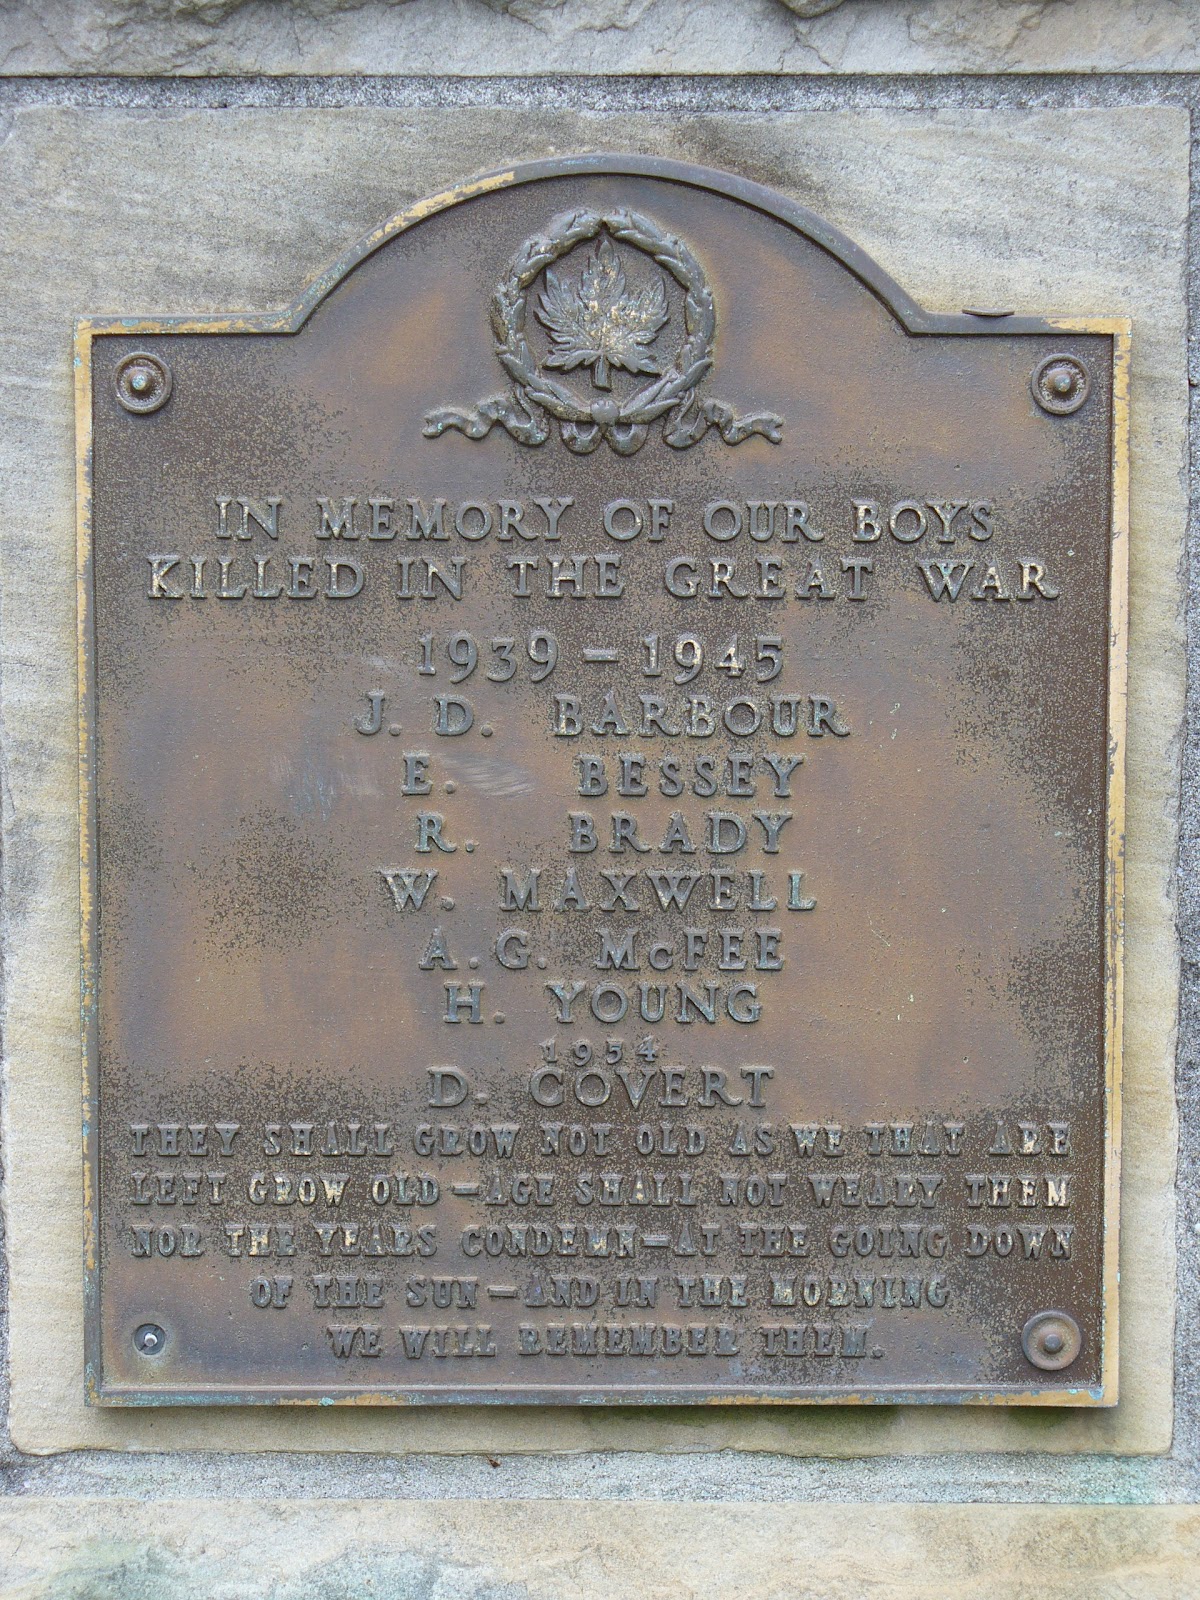 IN MEMORY OF OUR BOYS
KILLED IN THE GREAT WAR
1939 – 1945
J. D. BARBOUR
E. BESSEY
R. BRADY
W. MAXWELL
A. G. McFEE
H. YOUNG
1954
D. COVERT
THEY SHALL GROW NOT OLD AS WE THAT ARE
LEFT GROW OLD – AGE SHALL NOT WEARY THEM
NOR THE YEARS CONDEMN – AT THE GOING DOWN
OF THE SUN – AND IN THE MORNING
WE WILL REMEMBER THEM.